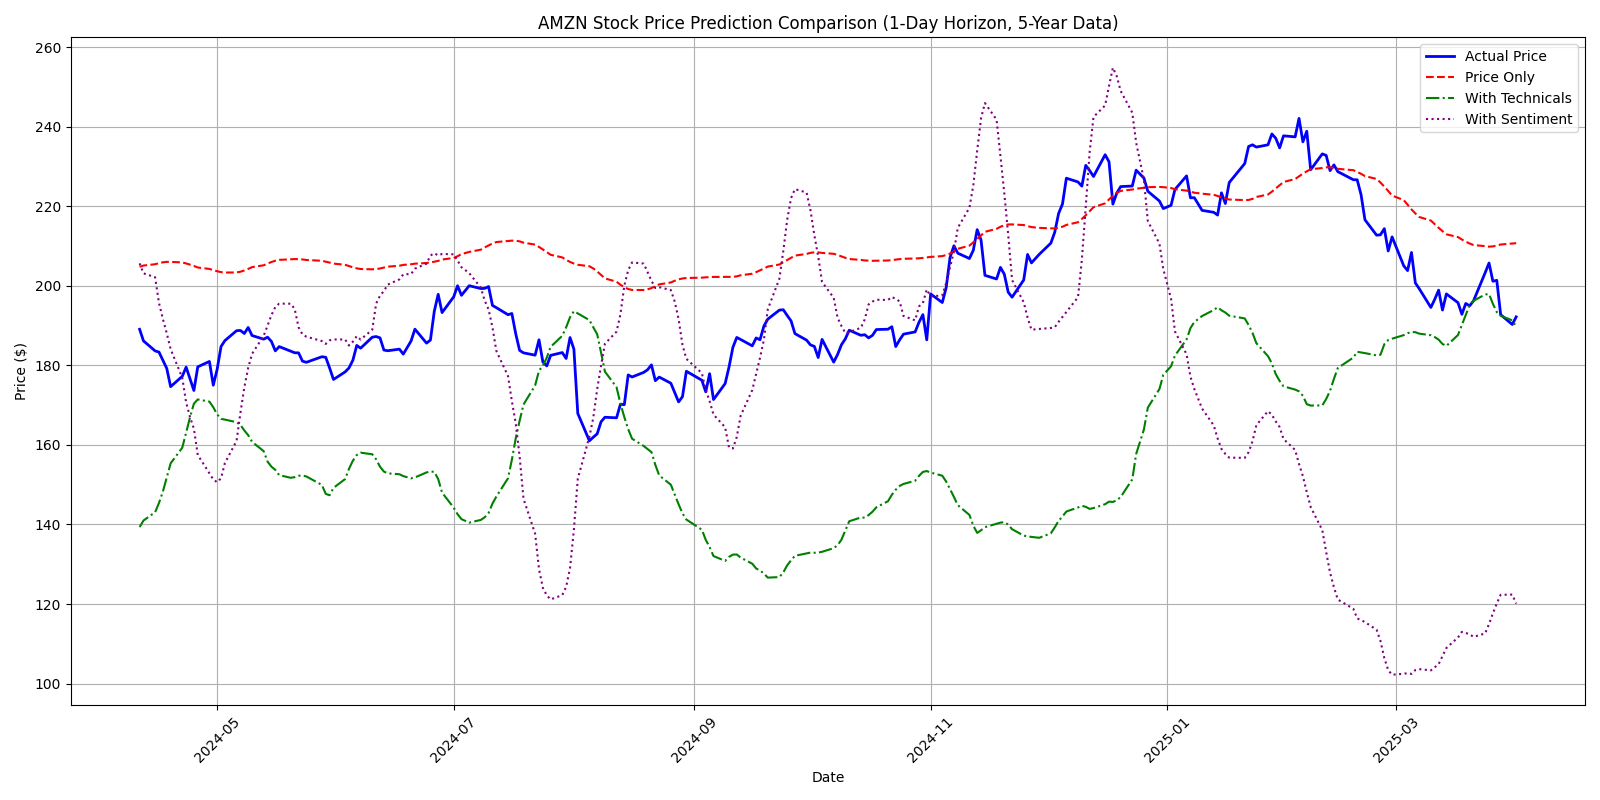 AMZN Stock Price Prediction Comparison (1-Day Horizon, 5-Year Data)
260
240
220
200
180
160
140
120
100
Price ($)
Actual Price
Price Only
With Technicals
With Sentiment
2024-05
2024-07
2024-09
2024-11
2025-01
2025-03
Date